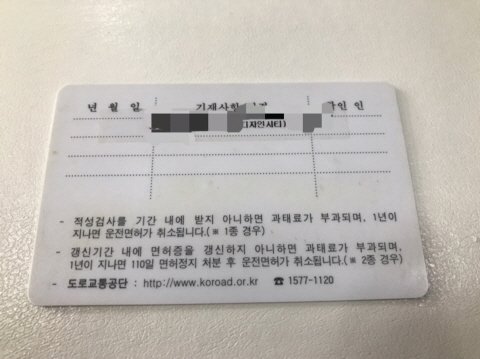 년 월 일 기재사항 인
(디자인시티)
- 적성검사를 기간 내에 받지 아니하면 과태료가 부과되며, 1년이
지나면 운전면허가 취소됩니다.(※ 1종 경우)
- 갱신기간 내에 면허증을 갱신하지 아니하면 과태료가 부과되며,
1년이 지나면 110일 면허정지 처분 후 운전면허가 취소됩니다.(※ 2종 경우)
- 도로교통공단 : http://www.koroad.or.kr ☎ 1577-1120